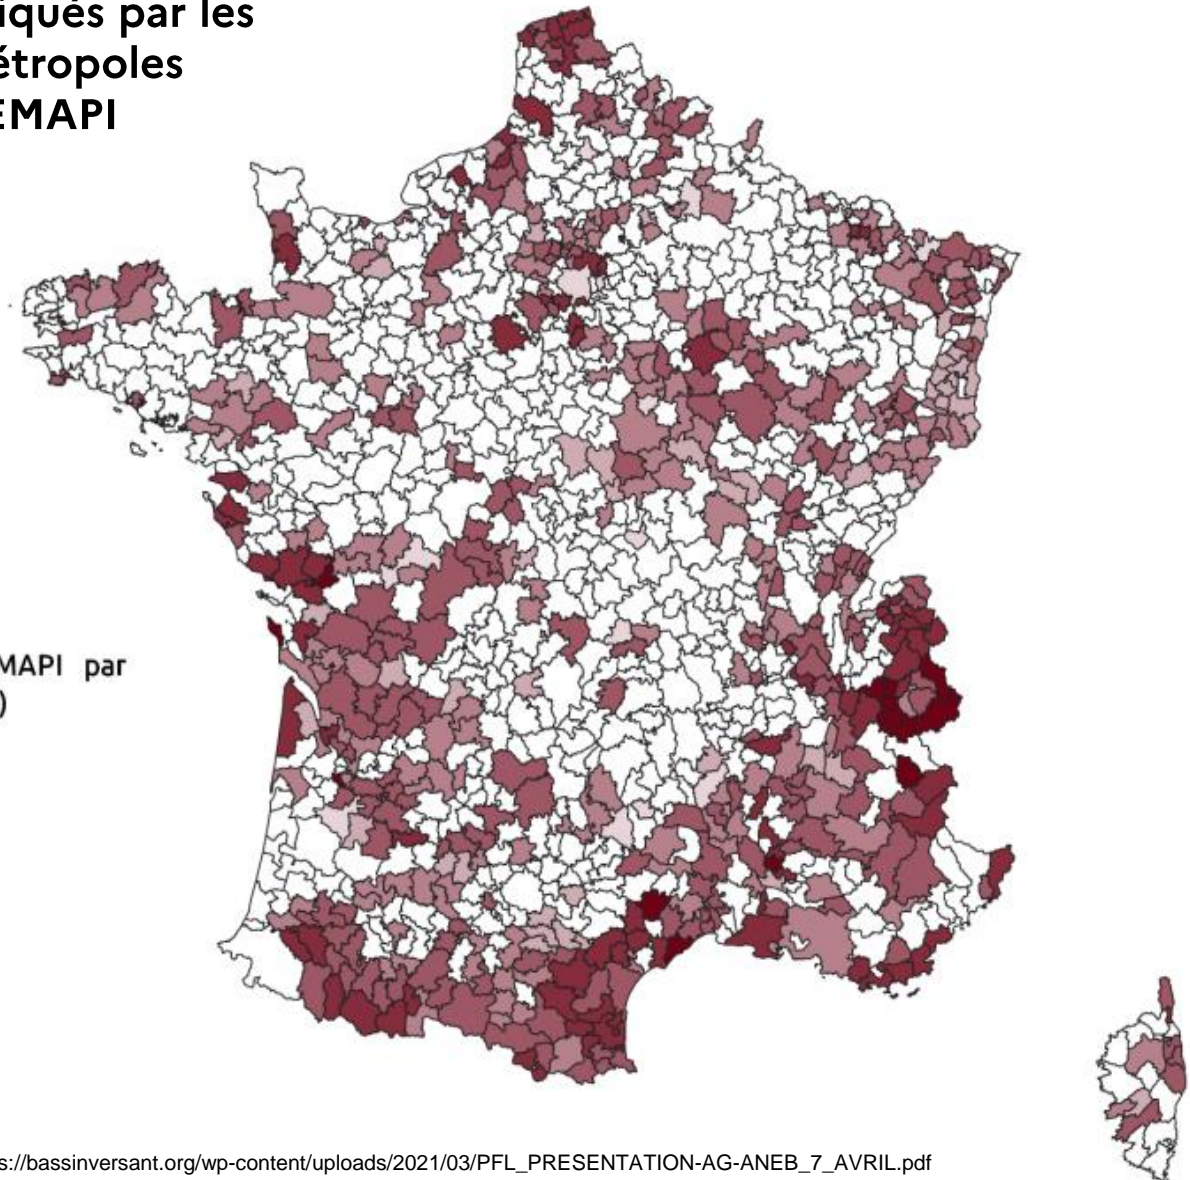 iqués par les
étropoles
EMAPI
MAPI par
)
s://bassinversant.org/wp-content/uploads/2021/03/PFL_PRESENTATION-AG-ANEB_7_AVRIL.pdf